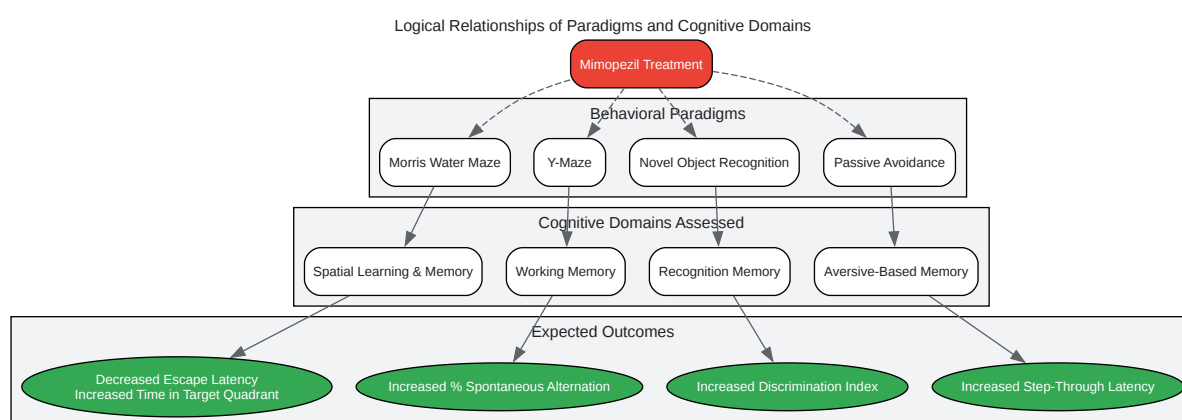 Logical Relationships of Paradigms and Cognitive Domains
Mimopezil Treatment
Behavioral Paradigms
Morris Water Maze
Y-Maze
Novel Object Recognition
Passive Avoidance
Cognitive Domains Assessed
Spatial Learning & Memory
Working Memory
Recognition Memory
Aversive-Based Memory
Expected Outcomes
Decreased Escape Latency
Increased Time in Target Quadrant
Increased % Spontaneous Alternation
Increased Discrimination Index
Increased Step-Through Latency